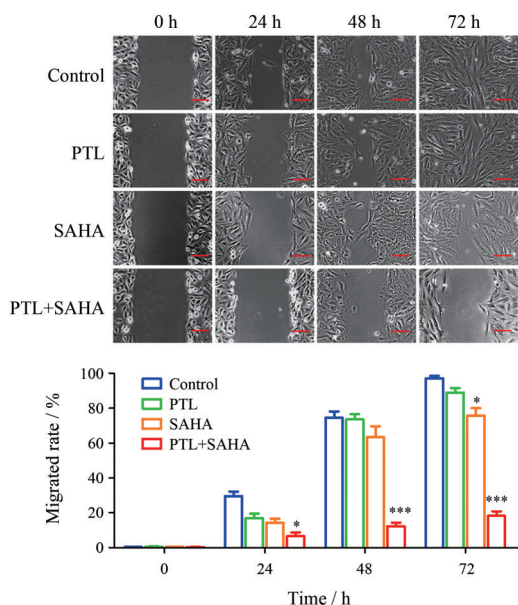 0 h 24 h 48 h 72 h
Control
PTL
SAHA
PTL+SAHA
100
80
60
40
20
0
Migrated rate / %
Control
PTL
SAHA
PTL+SAHA
*
***
*
***
0 24 48 72
Time / h